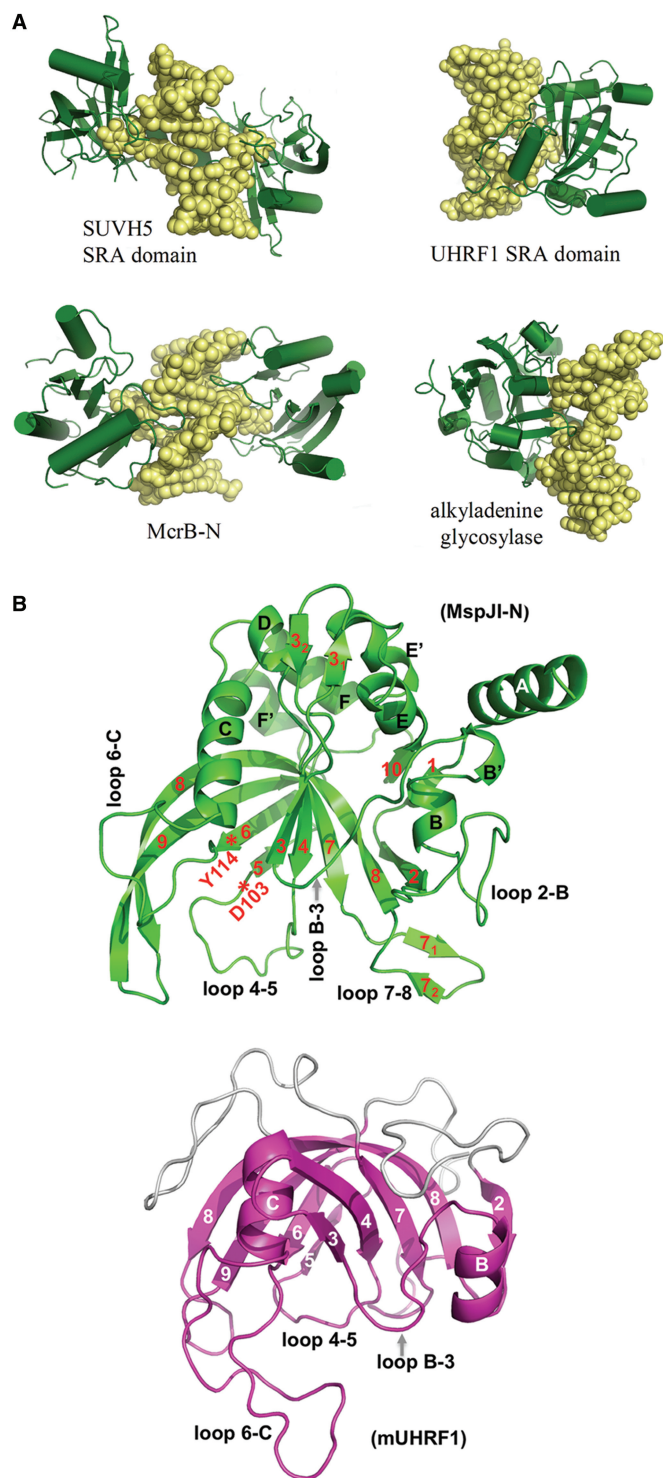 A
SUVH5
SRA domain
UHRF1 SRA domain
McrB-N
alkyladenine
glycosylase
B
(MspJI-N)
D
3₂
3₁
E'
A
C
F'
F
E
loop 6-C
8
10
1
B'
9
6
B
Y114 *
5
3
4
7
8
2
D103 *
loop B-3
loop 2-B
loop 4-5
loop 7-8
7₁
7₂
8
C
6
3
4
7
8
2
9
5
B
loop 4-5
loop B-3
loop 6-C
(mUHRF1)